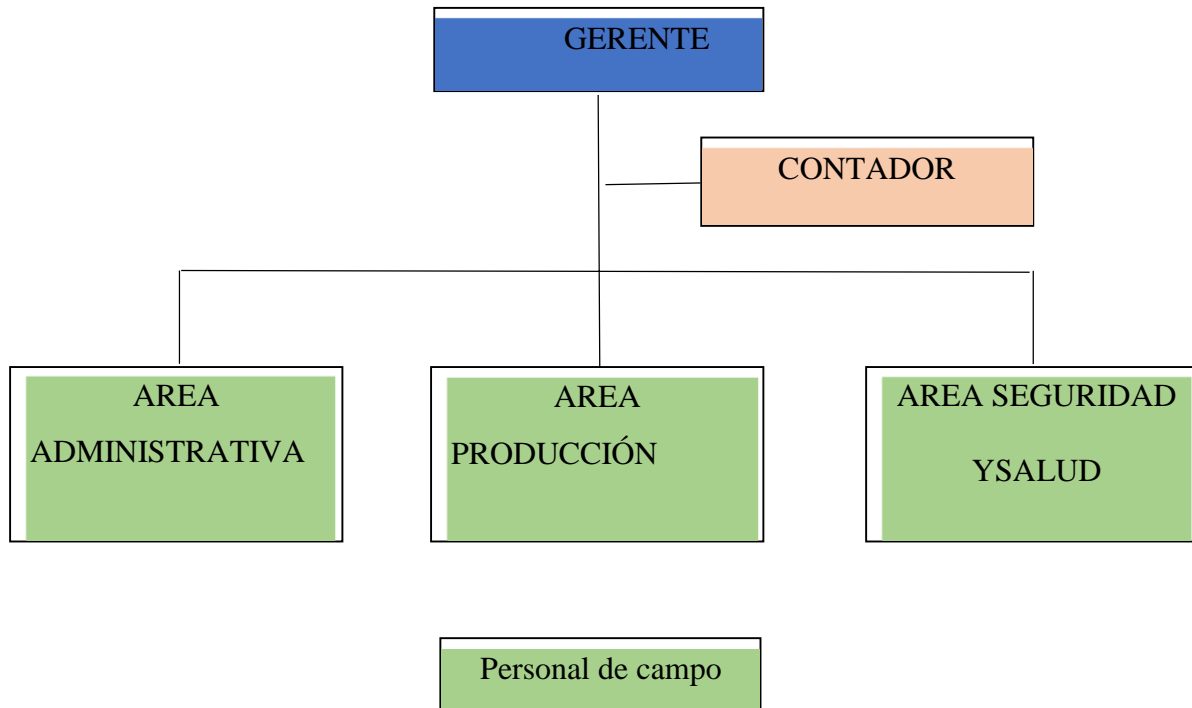 GERENTE
CONTADOR
AREA
ADMINISTRATIVA
AREA
PRODUCCIÓN
AREA SEGURIDAD
YSALUD
Personal de campo